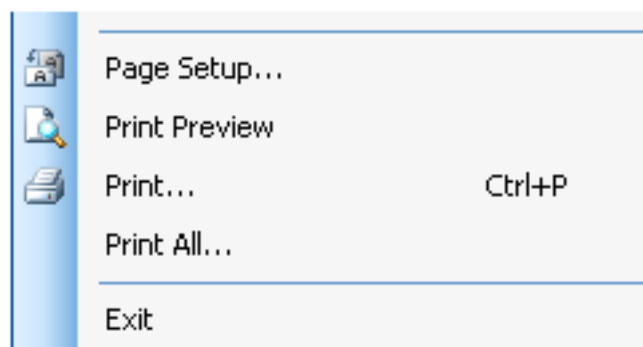 Page Setup...
Print Preview
Print... Ctrl+P
Print All...
Exit